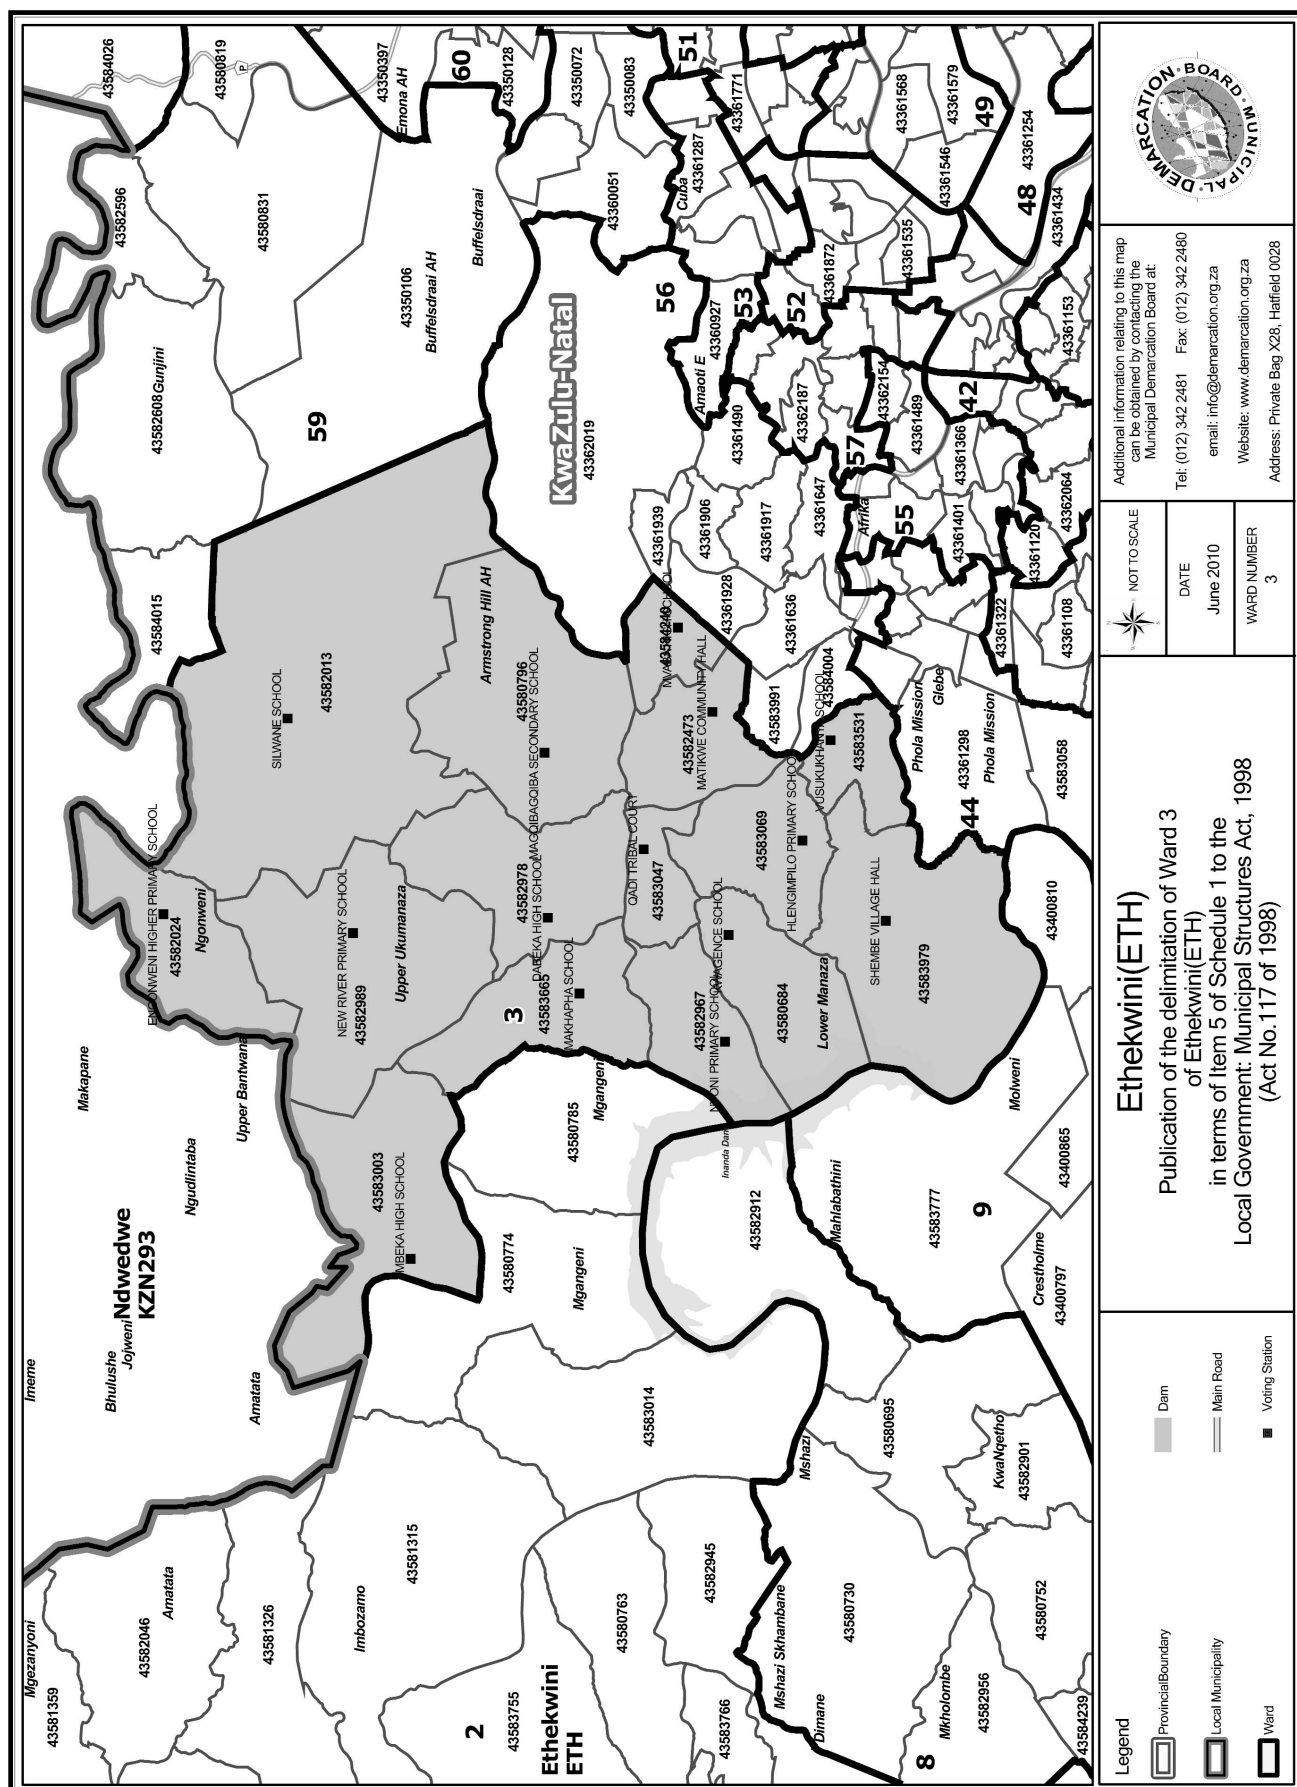 Mgezanyoni
43581359
43582046
Amatata
43581326
Imbozamo
43581315
2
43583755
Ethekwini
ETH
43580763
43582945
43583766
Mshazi Skhambane
Dimane
43580730
8
Mkholombe
43582956
43580752
43584239
Imeme
Bhulushe
Jojweni
Ndwedwe
KZN293
Amatata
Ngudlintaba
Makapane
Upper Bantwana
43583003
MBEKA HIGH SCHOOL
43580774
Mgangeni
43580785
Mgangeni
43583014
Inanda Dam
43582912
Mshazi
43580695
KwaNqetho
43582901
Mahlabathini
43583777
9
Crestholme
43400797
43400865
Molweni
43400810
43582024
Ngonweni
NEW RIVER PRIMARY SCHOOL
43582989
Upper Ukumanaza
SILWANE SCHOOL
43582013
3
43583665
MAKHAPHA SCHOOL
43582978
DABEKA HIGH SCHOOL
43580796
MAGQIBAGQIBA SECONDARY SCHOOL
Armstrong Hill AH
QADI TRIBAL COURT
43583047
43582967
43580684
Lower Manaza
43583069
HLENGIMPILO PRIMARY SCHOOL
43582473
MATIKWE COMMUNITY HALL
43584240
SHEMBE VILLAGE HALL
43583979
43583531
VUSUKUKHANYA SCHOOL
43584004
43583991
43584015
43582608
Gunjini
59
43582596
43580831
43584026
43580819
P
43350397
Emona AH
60
43350128
43350106
Buffelsdraai AH
Buffelsdraai
KwaZulu-Natal
43362019
43350072
43350083
43360051
51
43361771
Cuba
43361287
56
43360927
Amaoti E
53
52
43361872
43361568
43361579
49
43361546
43361535
43361254
48
43361434
43361153
43361939
43361906
43361917
43361928
43361636
43361490
43362187
43361647
57
43362154
43361489
42
43361366
Afrika
55
43361401
43361120
43362064
43361322
43361108
Phola Mission
Glebe
43361298
Phola Mission
44
43583058
Legend
ProvincialBoundary
Local Municipality
Ward
Dam
Main Road
Voting Station
Ethekwini(ETH)
Publication of the delimitation of Ward 3
of Ethekwini(ETH)
in terms of Item 5 of Schedule 1 to the
Local Government: Municipal Structures Act, 1998
(Act No.117 of 1998)
NOT TO SCALE
DATE
June 2010
WARD NUMBER
3
Additional information relating to this map
can be obtained by contacting the
Municipal Demarcation Board at:
Tel: (012) 342 2481 Fax: (012) 342 2480
email: info@demarcation.org.za
Website: www.demarcation.org.za
Address: Private Bag X28, Hatfield 0028
MUNICIPAL · DEMARCATION · BOARD ·